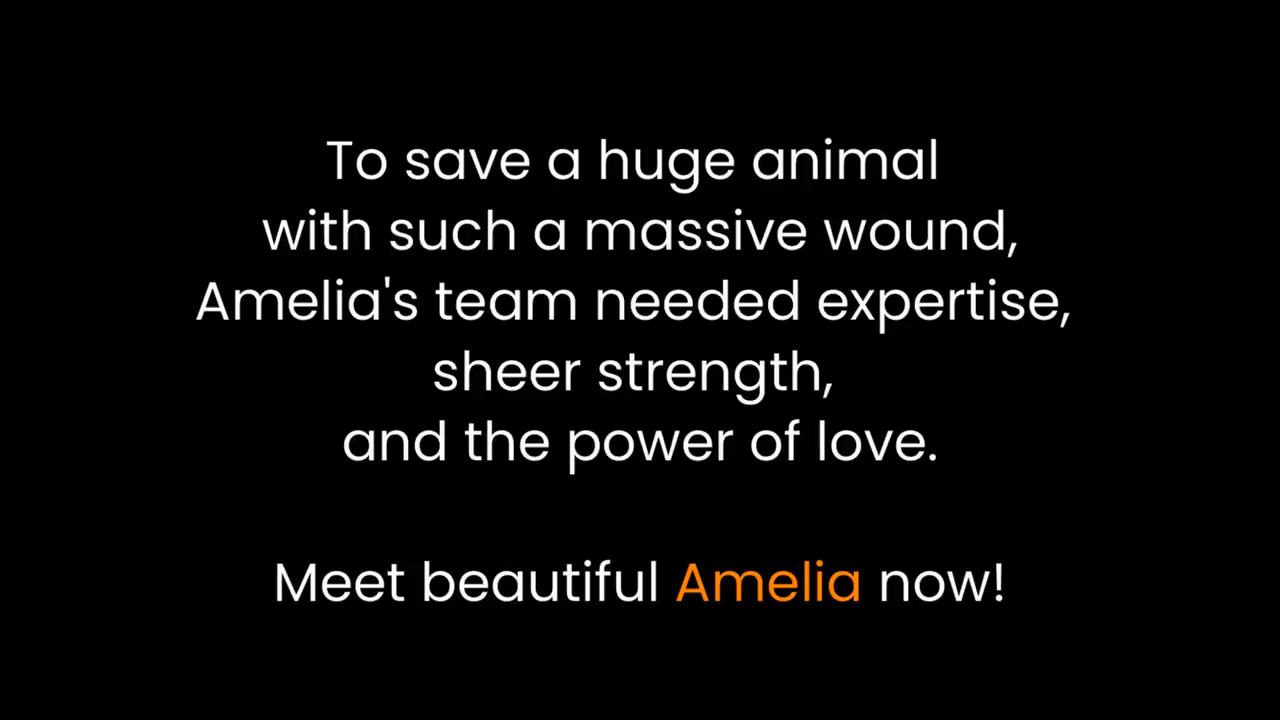 To save a huge animal
with such a massive wound,
Amelia's team needed expertise,
sheer strength,
and the power of love.
Meet beautiful Amelia now!